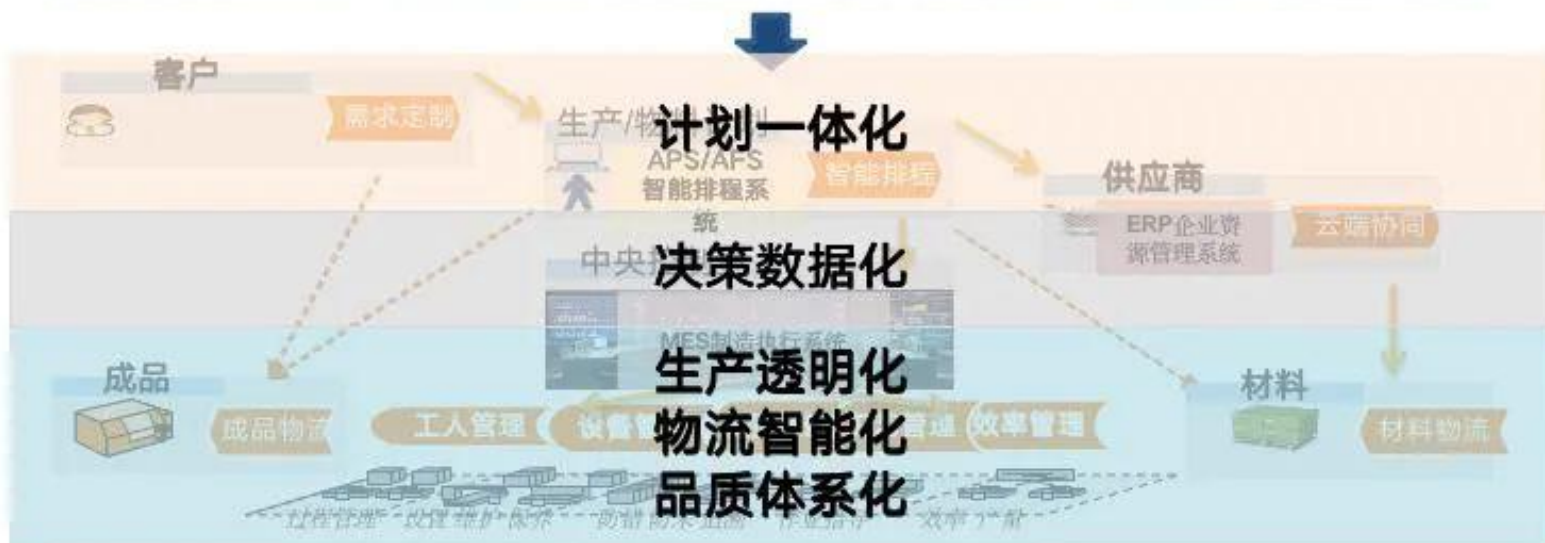 客户
需求定制
生产/物
计划一体化
APS/AFS
智能排程系
统
智能排程
供应商
ERP企业资
源管理系统
云端协同
中央
决策数据化
MES制造执行系统
生产透明化
成品
成品物流
工人管理
设备
物流智能化
管理
效率管理
材料
材料物流
品质体系化
过程管理
效率